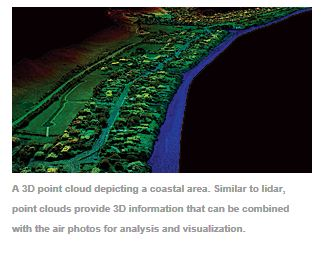 A 3D point cloud depicting a coastal area. Similar to lidar,
point clouds provide 3D information that can be combined
with the air photos for analysis and visualization.